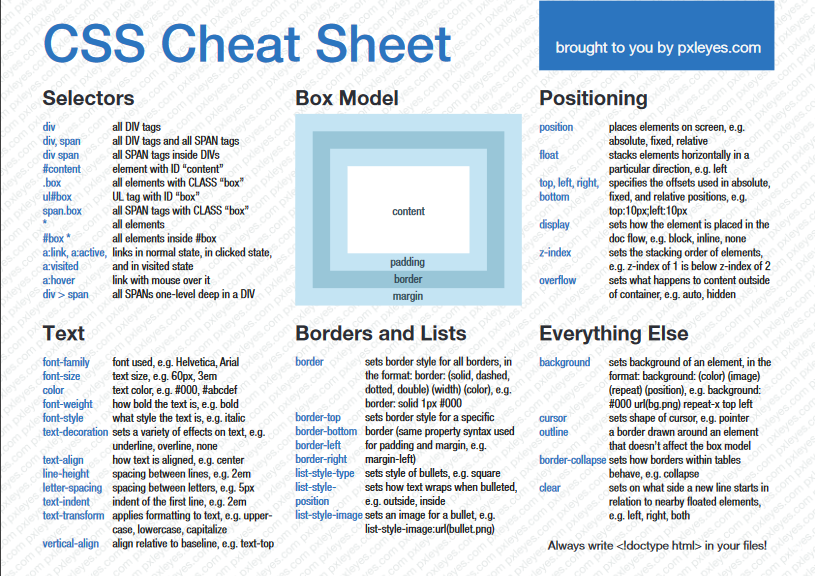 CSS Cheat Sheet
brought to you by pxleyes.com
Selectors
div all DIV tags
div, span all DIV tags and all SPAN tags
div span all SPAN tags inside DIVs
#content element with ID “content”
.box all elements with CLASS “box”
ul#box UL tag with ID “box”
span.box all SPAN tags with CLASS “box”
* all elements
#box * all elements inside #box
a:link, a:active, links in normal state, in clicked state,
a:visited and in visited state
a:hover link with mouse over it
div > span all SPANs one-level deep in a DIV
Box Model
content
padding
border
margin
Positioning
position places elements on screen, e.g.
absolute, fixed, relative
float stacks elements horizontally in a
particular direction, e.g. left
top, left, right, specifies the offsets used in absolute,
bottom fixed, and relative positions, e.g.
top:10px;left:10px
display sets how the element is placed in the
doc flow, e.g. block, inline, none
z-index sets the stacking order of elements,
e.g. z-index of 1 is below z-index of 2
overflow sets what happens to content outside
of container, e.g. auto, hidden
Text
font-family font used, e.g. Helvetica, Arial
font-size text size, e.g. 60px, 3em
color text color, e.g. #000, #abcdef
font-weight how bold the text is, e.g. bold
font-style what style the text is, e.g. italic
text-decoration sets a variety of effects on text, e.g.
underline, overline, none
text-align how text is aligned, e.g. center
line-height spacing between lines, e.g. 2em
letter-spacing spacing between letters, e.g. 5px
text-indent indent of the first line, e.g. 2em
text-transform applies formatting to text, e.g. upper-
case, lowercase, capitalize
vertical-align align relative to baseline, e.g. text-top
Borders and Lists
border sets border style for all borders, in
the format: border: (solid, dashed,
dotted, double) (width) (color), e.g.
border: solid 1px #000
border-top sets border style for a specific
border-bottom border (same property syntax used
border-left for padding and margin, e.g.
border-right margin-left)
list-style-type sets style of bullets, e.g. square
list-style- sets how text wraps when bulleted,
position e.g. outside, inside
list-style-image sets an image for a bullet, e.g.
list-style-image:url(bullet.png)
Everything Else
background sets background of an element, in the
format: background: (color) (image)
(repeat) (position), e.g. background:
#000 url(bg.png) repeat-x top left
cursor sets shape of cursor, e.g. pointer
outline a border drawn around an element
that doesn’t affect the box model
border-collapse sets how borders within tables
behave, e.g. collapse
clear sets on what side a new line starts in
relation to nearby floated elements,
e.g. left, right, both
Always write <!doctype html> in your files!